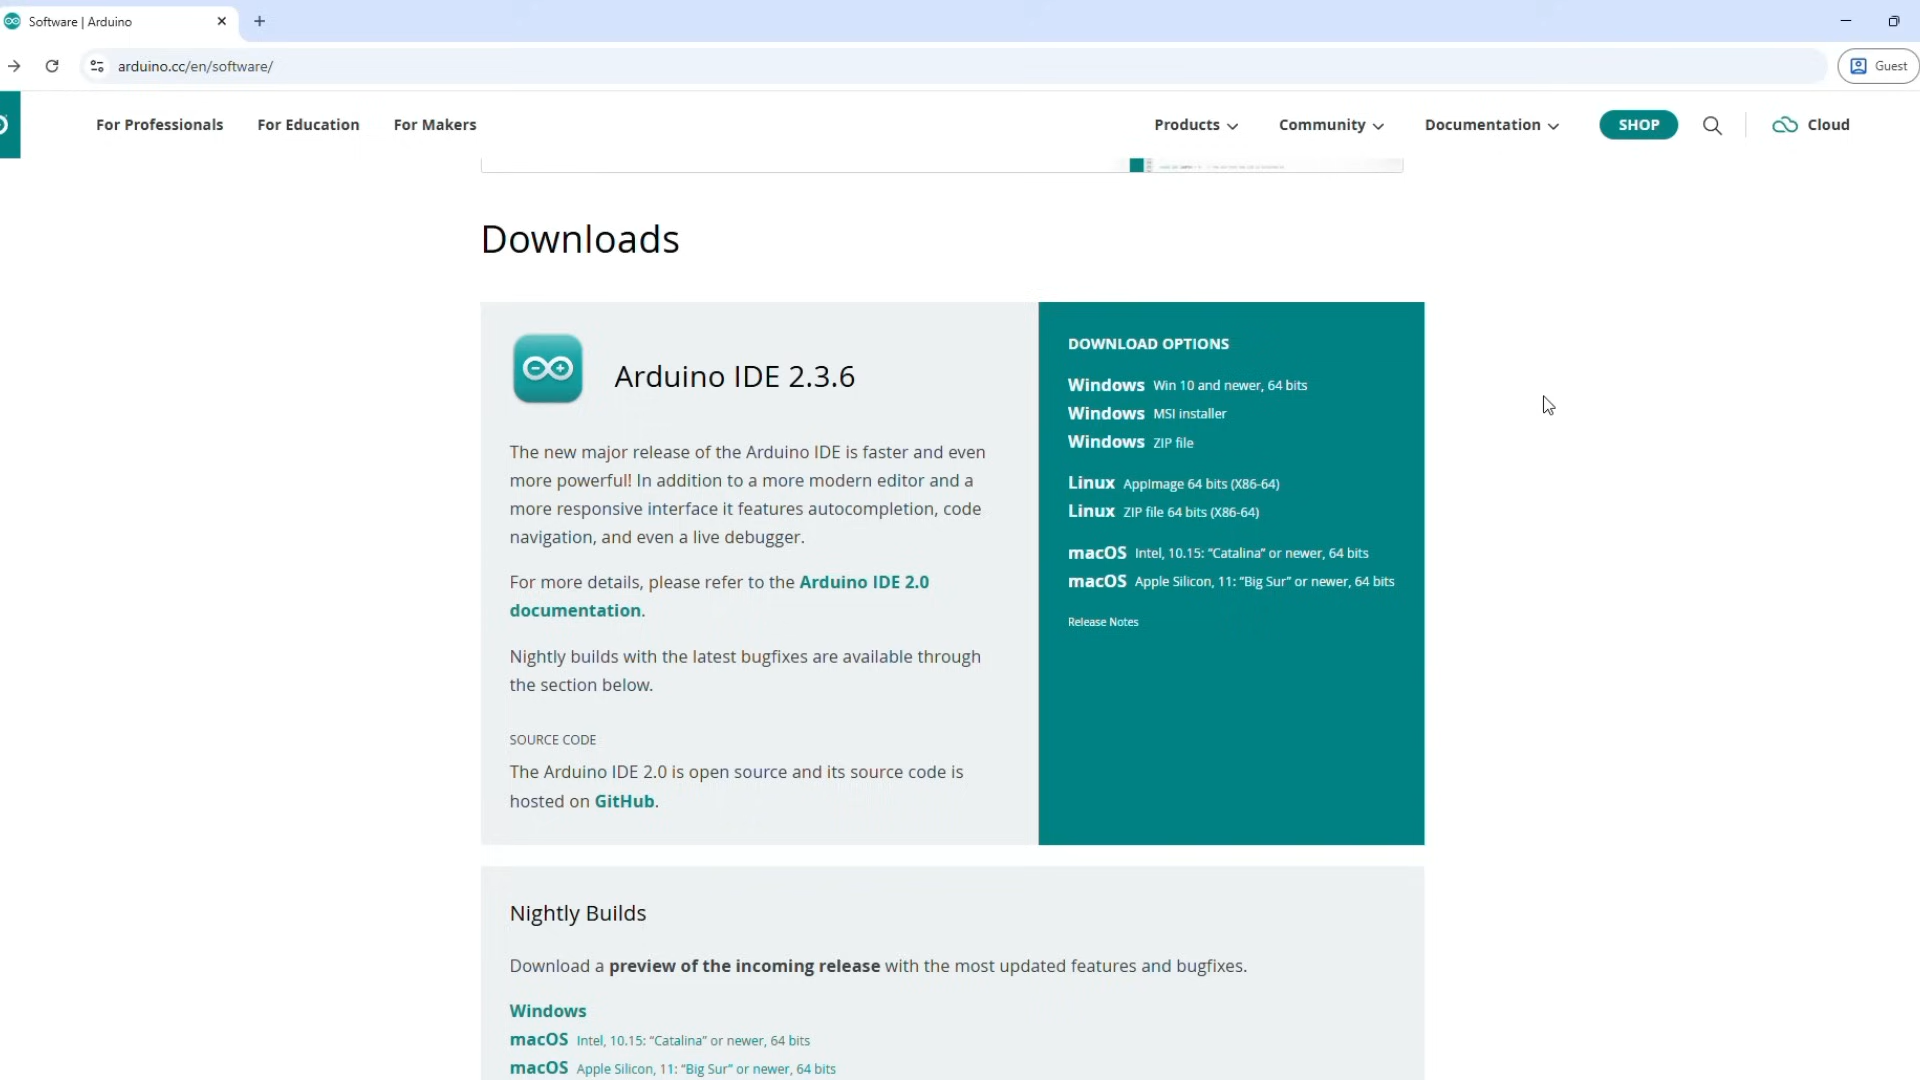 Software | Arduino
arduino.cc/en/software/
Guest
For Professionals For Education For Makers Products Community Documentation SHOP Cloud
Downloads
Arduino IDE 2.3.6
The new major release of the Arduino IDE is faster and even
more powerful! In addition to a more modern editor and a
more responsive interface it features autocompletion, code
navigation, and even a live debugger.
For more details, please refer to the Arduino IDE 2.0
documentation.
Nightly builds with the latest bugfixes are available through
the section below.
SOURCE CODE
The Arduino IDE 2.0 is open source and its source code is
hosted on GitHub.
DOWNLOAD OPTIONS
Windows Win 10 and newer, 64 bits
Windows MSI installer
Windows ZIP file
Linux AppImage 64 bits (X86-64)
Linux ZIP file 64 bits (X86-64)
macOS Intel, 10.15: “Catalina” or newer, 64 bits
macOS Apple Silicon, 11: “Big Sur” or newer, 64 bits
Release Notes
Nightly Builds
Download a preview of the incoming release with the most updated features and bugfixes.
Windows
macOS Intel, 10.15: “Catalina” or newer, 64 bits
macOS Apple Silicon, 11: “Big Sur” or newer, 64 bits